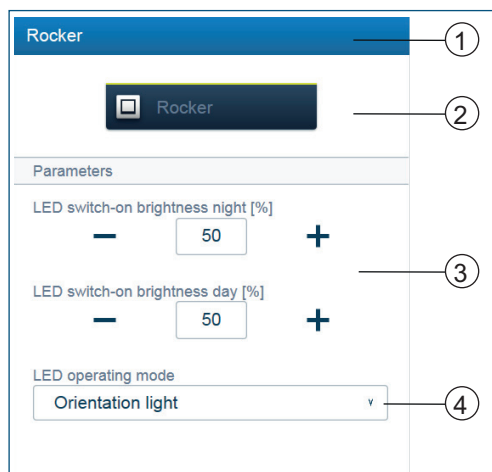 Rocker
1
Rocker
2
Parameters
LED switch-on brightness night [%]
− 50 +
3
LED switch-on brightness day [%]
− 50 +
LED operating mode
Orientation light
4